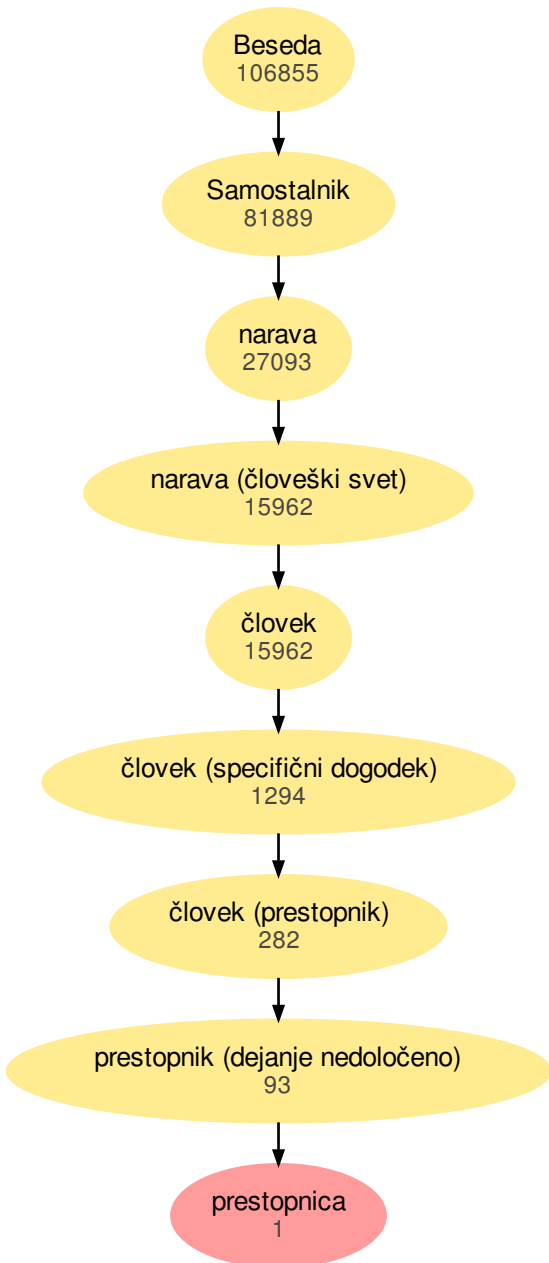 Beseda
106855
Samostalnik
81889
narava
27093
narava (človeški svet)
15962
človek
15962
človek (specifični dogodek)
1294
človek (prestopnik)
282
prestopnik (dejanje nedoločeno)
93
prestopnica
1